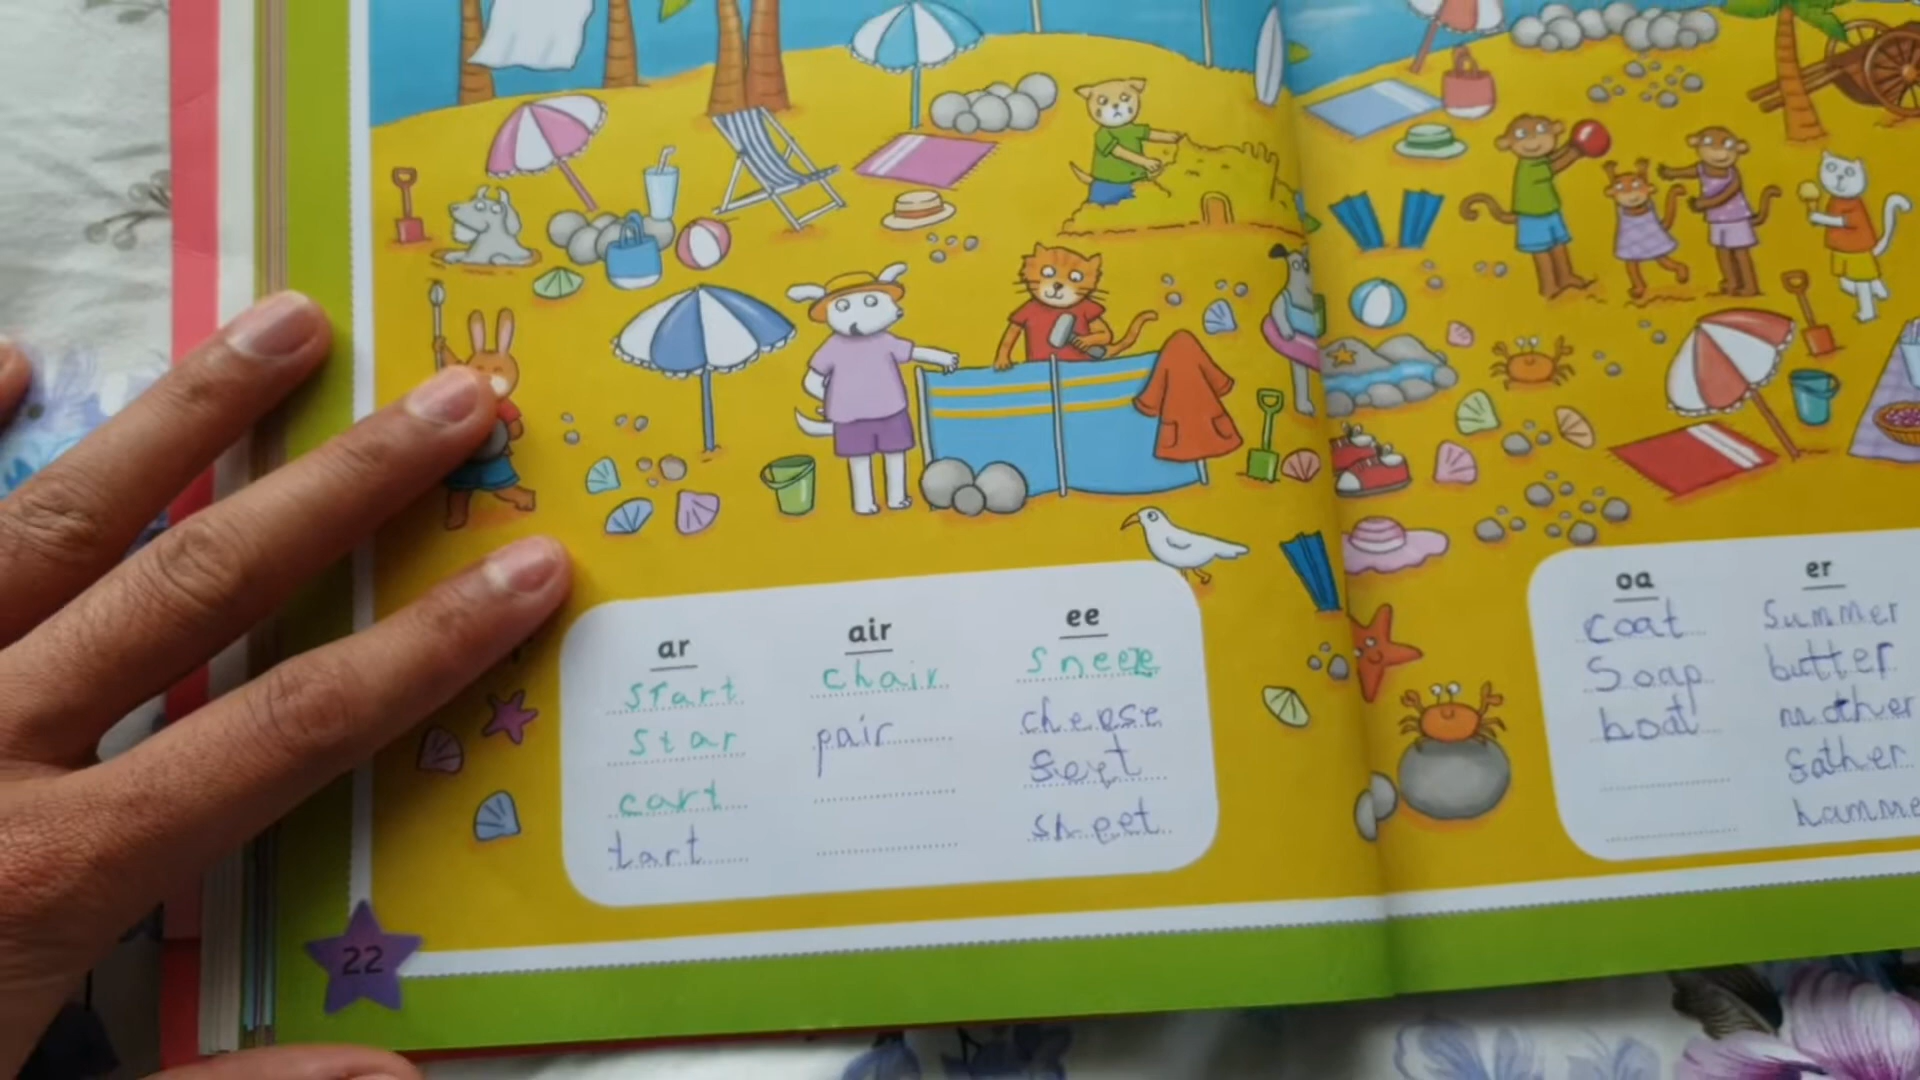 ar
start
star
cart
tart
air
chair
pair
ee
sneeze
cheese
sheet
oa
coat
soap
boat
er
Summer
butter
mother
father
hamme
22